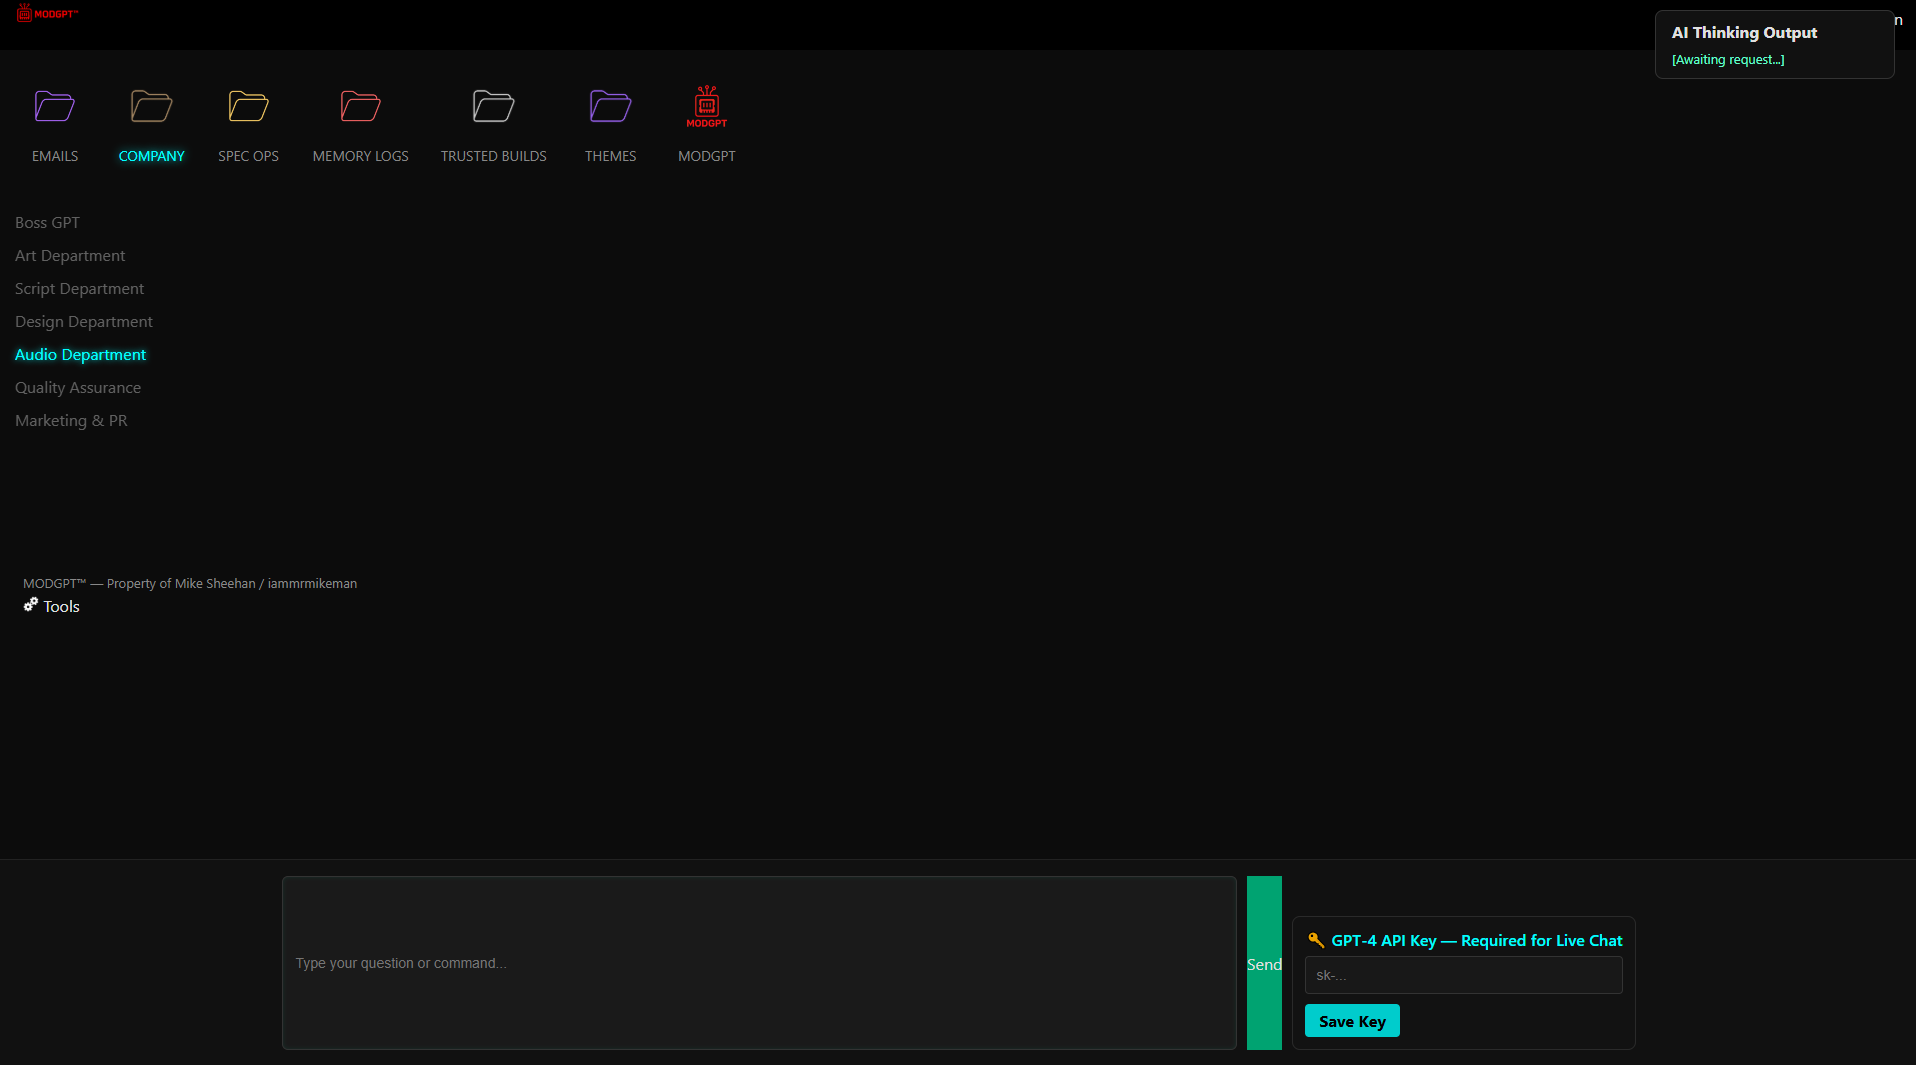 MODGPT™
n
AI Thinking Output
[Awaiting request...]
MODGPT
EMAILS
COMPANY
SPEC OPS
MEMORY LOGS
TRUSTED BUILDS
THEMES
MODGPT
Boss GPT
Art Department
Script Department
Design Department
Audio Department
Quality Assurance
Marketing & PR
MODGPT™ — Property of Mike Sheehan / iammrmikeman
Tools
Type your question or command...
Send
GPT-4 API Key — Required for Live Chat
sk-...
Save Key